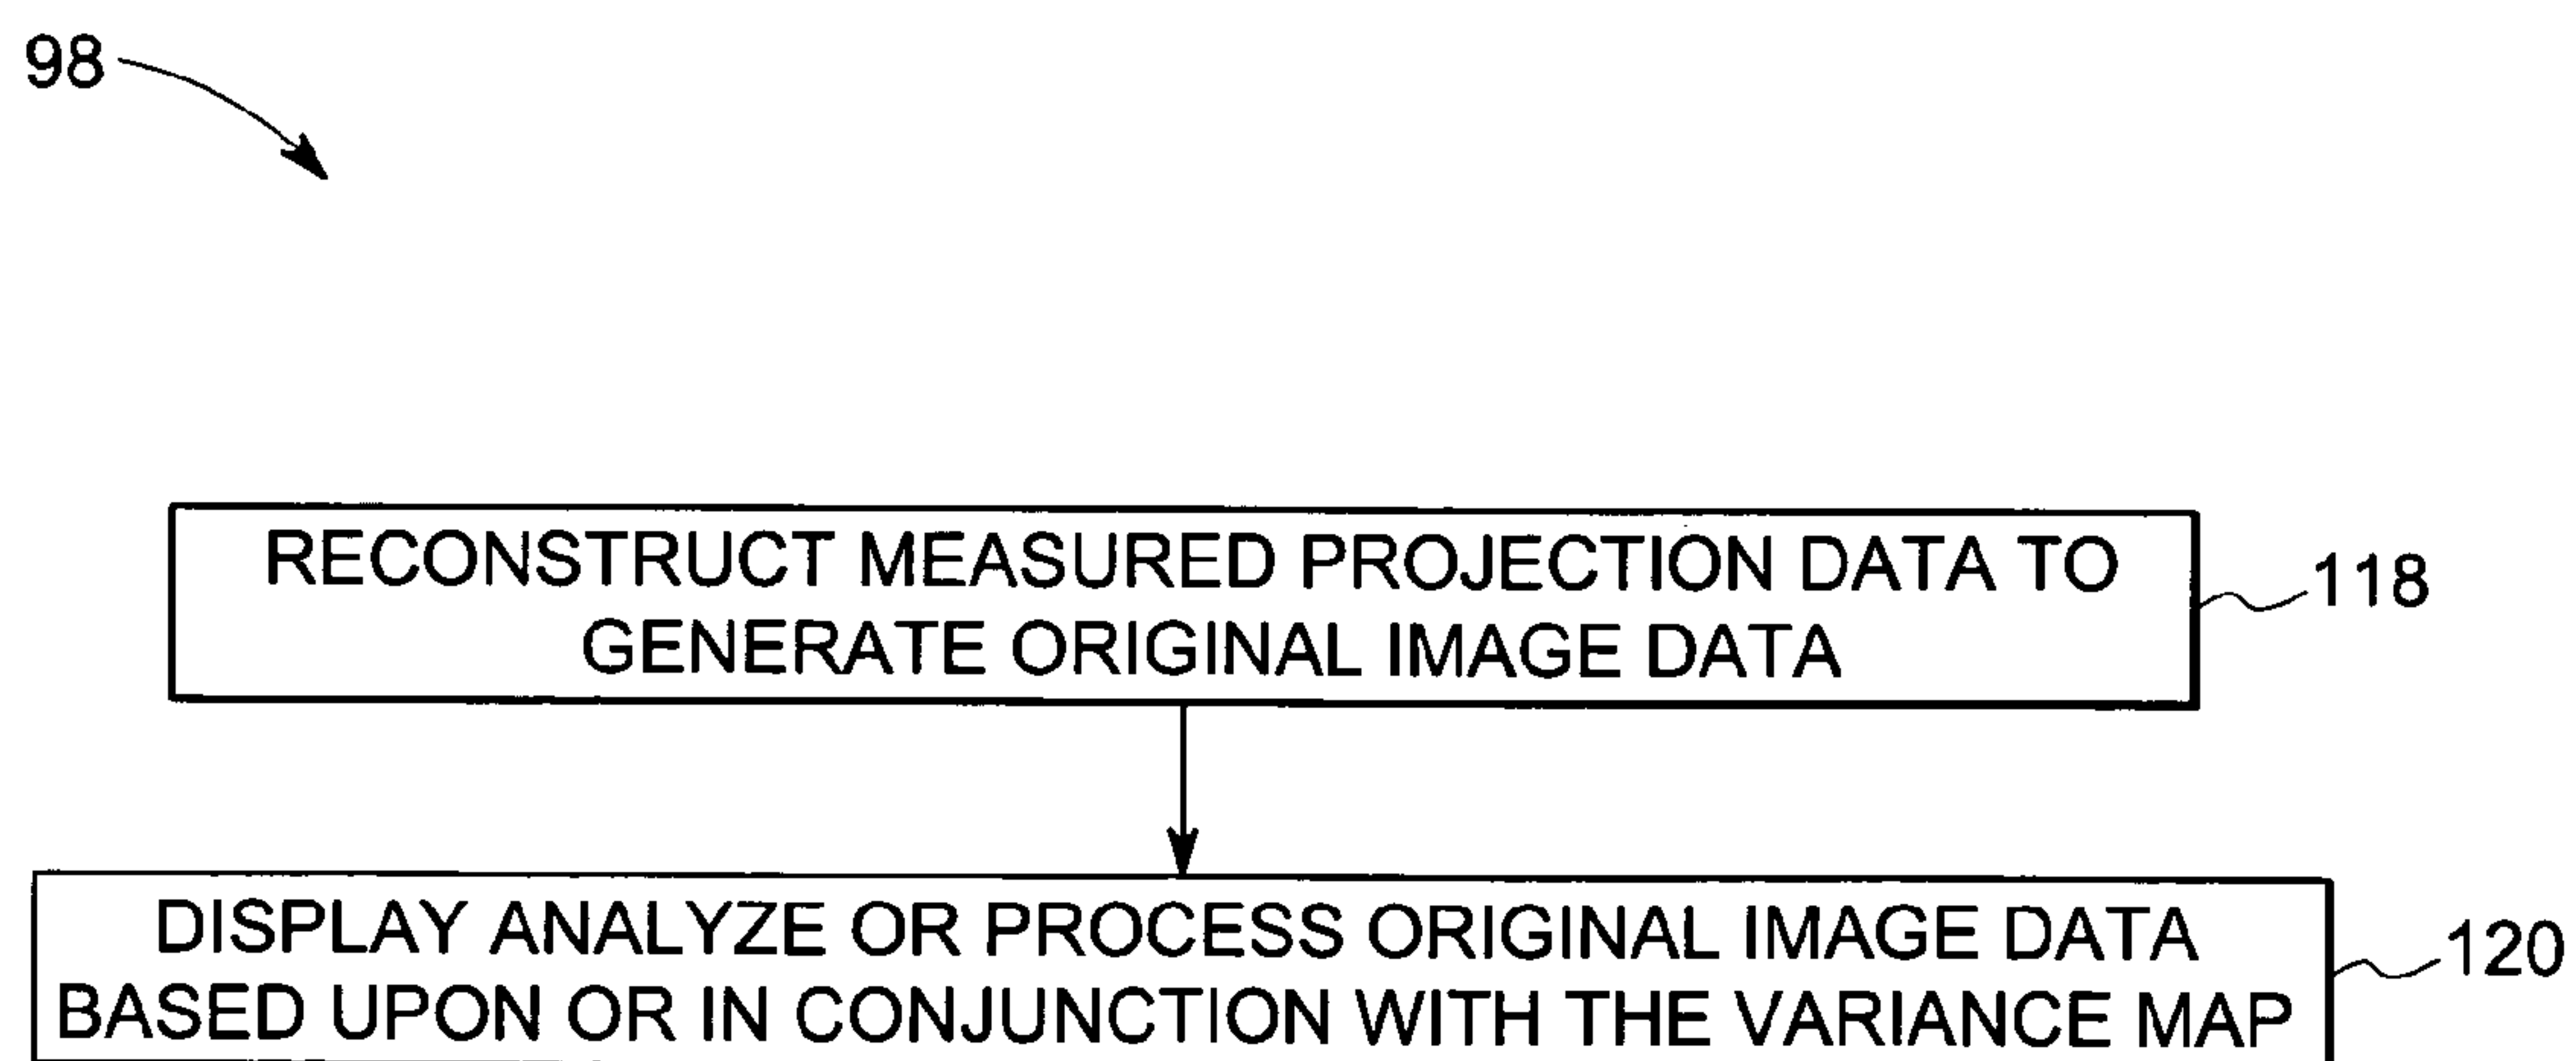 98
RECONSTRUCT MEASURED PROJECTION DATA TO
GENERATE ORIGINAL IMAGE DATA
118
DISPLAY ANALYZE OR PROCESS ORIGINAL IMAGE DATA
BASED UPON OR IN CONJUNCTION WITH THE VARIANCE MAP
120